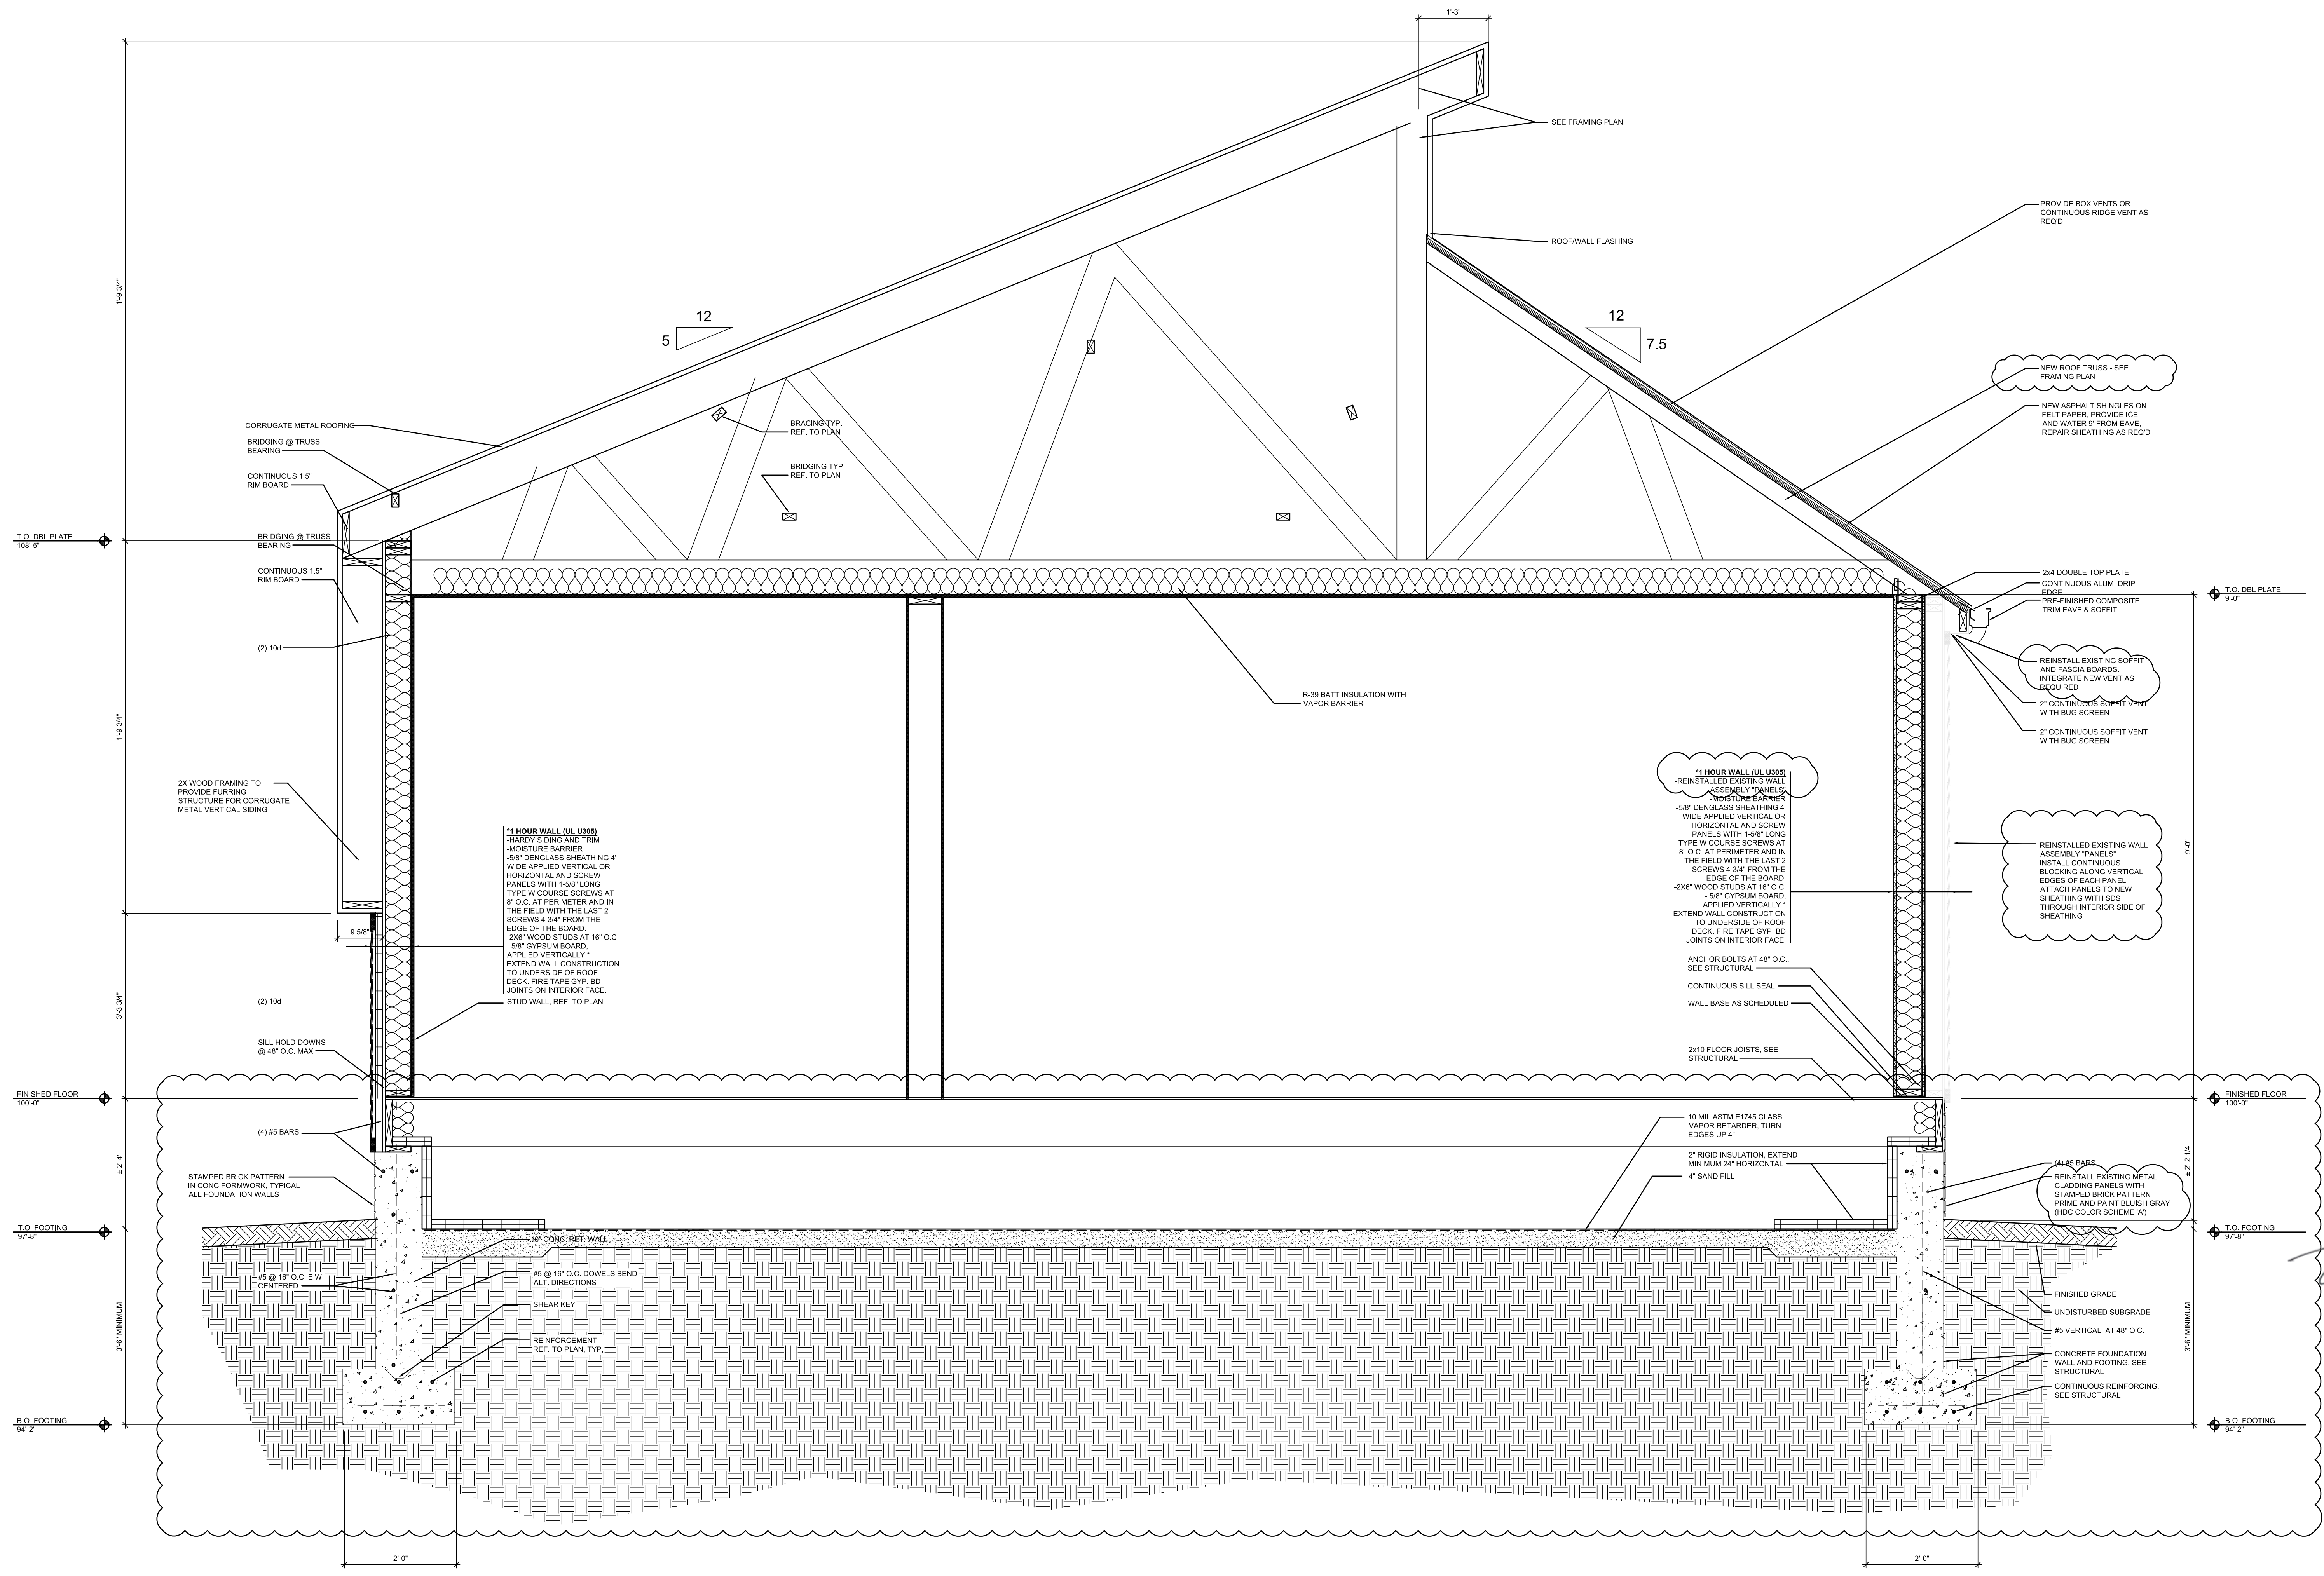 1'-3"
SEE FRAMING PLAN
PROVIDE BOX VENTS OR
CONTINUOUS RIDGE VENT AS
REQ'D
ROOF/WALL FLASHING
1'-9 3/4"
12
5
12
7.5
NEW ROOF TRUSS - SEE
FRAMING PLAN
NEW ASPHALT SHINGLES ON
FELT PAPER, PROVIDE ICE
AND WATER 9' FROM EAVE,
REPAIR SHEATHING AS REQ'D
CORRUGATE METAL ROOFING
BRIDGING @ TRUSS
BEARING
CONTINUOUS 1.5"
RIM BOARD
BRACING TYP.
REF. TO PLAN
BRIDGING TYP.
REF. TO PLAN
T.O. DBL PLATE
108'-5"
BRIDGING @ TRUSS
BEARING
CONTINUOUS 1.5"
RIM BOARD
(2) 10d
2x4 DOUBLE TOP PLATE
CONTINUOUS ALUM. DRIP
EDGE
PRE-FINISHED COMPOSITE
TRIM EAVE & SOFFIT
T.O. DBL PLATE
9'-0"
REINSTALL EXISTING SOFFIT
AND FASCIA BOARDS.
INTEGRATE NEW VENT AS
REQUIRED
2" CONTINUOUS SOFFIT VENT
WITH BUG SCREEN
2" CONTINUOUS SOFFIT VENT
WITH BUG SCREEN
R-39 BATT INSULATION WITH
VAPOR BARRIER
1'-9 3/4"
2X WOOD FRAMING TO
PROVIDE FURRING
STRUCTURE FOR CORRUGATE
METAL VERTICAL SIDING
*1 HOUR WALL (UL U305)
-HARDY SIDING AND TRIM
-MOISTURE BARRIER
-5/8" DENGLASS SHEATHING 4'
WIDE APPLIED VERTICAL OR
HORIZONTAL AND SCREW
PANELS WITH 1-5/8" LONG
TYPE W COURSE SCREWS AT
8" O.C. AT PERIMETER AND IN
THE FIELD WITH THE LAST 2
SCREWS 4-3/4" FROM THE
EDGE OF THE BOARD.
-2X6" WOOD STUDS AT 16" O.C.
- 5/8" GYPSUM BOARD,
APPLIED VERTICALLY.*
EXTEND WALL CONSTRUCTION
TO UNDERSIDE OF ROOF
DECK. FIRE TAPE GYP. BD
JOINTS ON INTERIOR FACE.
STUD WALL, REF. TO PLAN
*1 HOUR WALL (UL U305)
-REINSTALLED EXISTING WALL
ASSEMBLY "PANELS"
-MOISTURE BARRIER
-5/8" DENGLASS SHEATHING 4'
WIDE APPLIED VERTICAL OR
HORIZONTAL AND SCREW
PANELS WITH 1-5/8" LONG
TYPE W COURSE SCREWS AT
8" O.C. AT PERIMETER AND IN
THE FIELD WITH THE LAST 2
SCREWS 4-3/4" FROM THE
EDGE OF THE BOARD.
-2X6" WOOD STUDS AT 16" O.C.
- 5/8" GYPSUM BOARD,
APPLIED VERTICALLY.*
EXTEND WALL CONSTRUCTION
TO UNDERSIDE OF ROOF
DECK. FIRE TAPE GYP. BD
JOINTS ON INTERIOR FACE.
REINSTALLED EXISTING WALL
ASSEMBLY "PANELS"
INSTALL CONTINUOUS
BLOCKING ALONG VERTICAL
EDGES OF EACH PANEL.
ATTACH PANELS TO NEW
SHEATHING WITH SDS
THROUGH INTERIOR SIDE OF
SHEATHING
9'-0"
9 5/8"
ANCHOR BOLTS AT 48" O.C.,
SEE STRUCTURAL
CONTINUOUS SILL SEAL
WALL BASE AS SCHEDULED
3'-3 3/4"
(2) 10d
SILL HOLD DOWNS
@ 48" O.C. MAX
2x10 FLOOR JOISTS, SEE
STRUCTURAL
FINISHED FLOOR
100'-0"
FINISHED FLOOR
100'-0"
(4) #5 BARS
10 MIL ASTM E1745 CLASS
VAPOR RETARDER, TURN
EDGES UP 4"
2" RIGID INSULATION, EXTEND
MINIMUM 24" HORIZONTAL
4" SAND FILL
± 2'-4"
± 2'-2 1/4"
STAMPED BRICK PATTERN
IN CONC FORMWORK, TYPICAL
ALL FOUNDATION WALLS
(4) #5 BARS
REINSTALL EXISTING METAL
CLADDING PANELS WITH
STAMPED BRICK PATTERN
PRIME AND PAINT BLUISH GRAY
(HDC COLOR SCHEME 'A')
T.O. FOOTING
97'-8"
T.O. FOOTING
97'-8"
10" CONC. RET. WALL
#5 @ 16" O.C. E.W.
CENTERED
#5 @ 16" O.C. DOWELS BEND
ALT. DIRECTIONS
SHEAR KEY
REINFORCEMENT
REF. TO PLAN, TYP.
3'-6" MINIMUM
3'-6" MINIMUM
FINISHED GRADE
UNDISTURBED SUBGRADE
#5 VERTICAL AT 48" O.C.
CONCRETE FOUNDATION
WALL AND FOOTING, SEE
STRUCTURAL
CONTINUOUS REINFORCING,
SEE STRUCTURAL
B.O. FOOTING
94'-2"
B.O. FOOTING
94'-2"
2'-0"
2'-0"